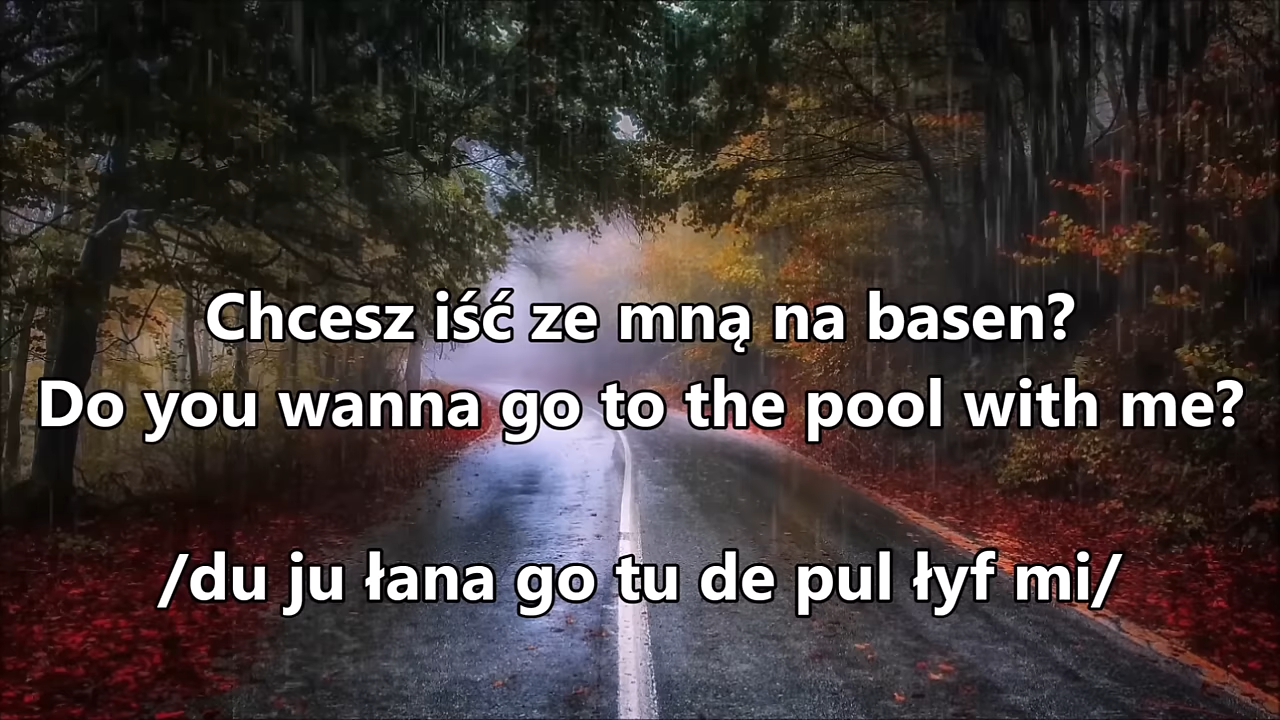 Chcesz iść ze mną na basen?
Do you wanna go to the pool with me?
/du ju łana go tu de pul łyf mi/